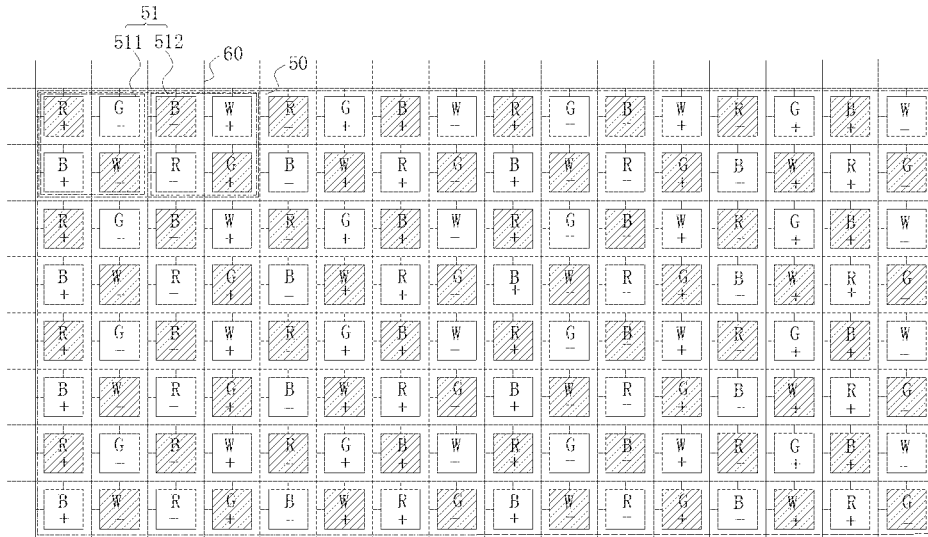 51
511 512 60 50
R G B W R G B W R G B W R G B W
+ - - + - + + - + - - + - + + -
B W R G B W R G B W R G B W R G
+ - - + - + + - + - - + - + + -
R G B W R G B W R G B W R G B W
+ - - + - + + - + - - + - + + -
B W R G B W R G B W R G B W R G
+ - - + - + + - + - - + - + + -
R G B W R G B W R G B W R G B W
+ - - + - + + - + - - + - + + -
B W R G B W R G B W R G B W R G
+ - - + - + + - + - - + - + + -
R G B W R G B W R G B W R G B W
+ - - + - + + - + - - + - + + -
B W R G B W R G B W R G B W R G
+ - - + - + + - + - - + - + + -